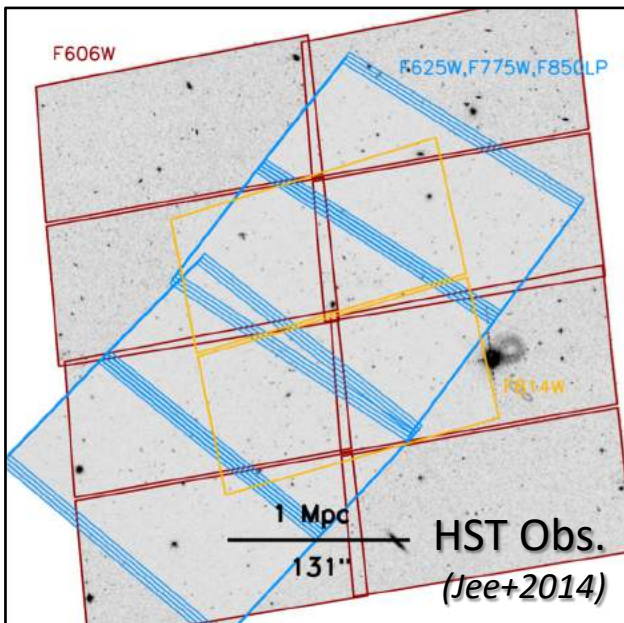 F606W
F625W,F775W,F850LP
F814W
1 Mpc
131"
HST Obs.
(Jee+2014)